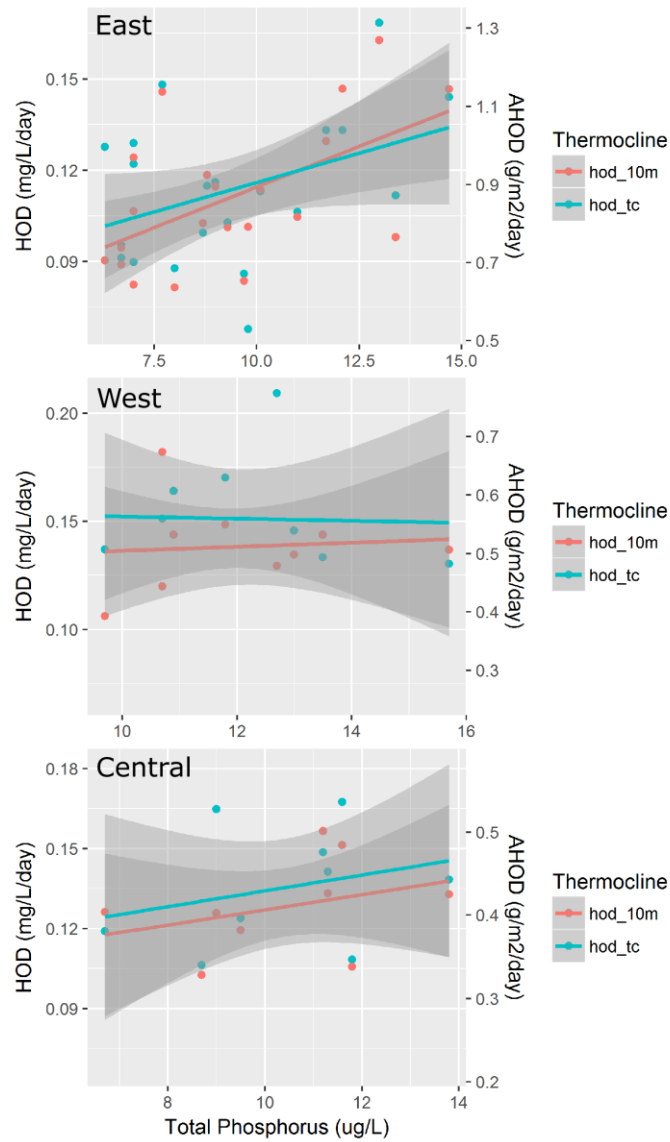 East
0.15
0.12
0.09
HOD (mg/L/day)
1.3
1.1
0.9
0.7
0.5
AHOD (g/m2/day)
7.5 10.0 12.5 15.0
Thermocline
hod_10m
hod_tc
West
0.20
0.15
0.10
HOD (mg/L/day)
0.7
0.6
0.5
0.4
0.3
AHOD (g/m2/day)
10 12 14 16
Thermocline
hod_10m
hod_tc
Central
0.18
0.15
0.12
0.09
HOD (mg/L/day)
0.5
0.4
0.3
0.2
AHOD (g/m2/day)
8 10 12 14
Total Phosphorus (ug/L)
Thermocline
hod_10m
hod_tc